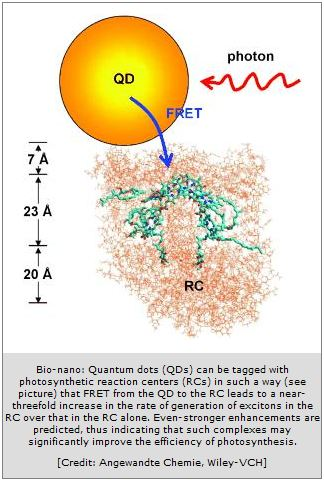 QD
photon
FRET
7 Å
23 Å
20 Å
RC
Bio-nano: Quantum dots (QDs) can be tagged with
photosynthetic reaction centers (RCs) in such a way (see
picture) that FRET from the QD to the RC leads to a near-
threefold increase in the rate of generation of excitons in the
RC over that in the RC alone. Even-stronger enhancements are
predicted, thus indicating that such complexes may
significantly improve the efficiency of photosynthesis.
[Credit: Angewandte Chemie, Wiley-VCH]